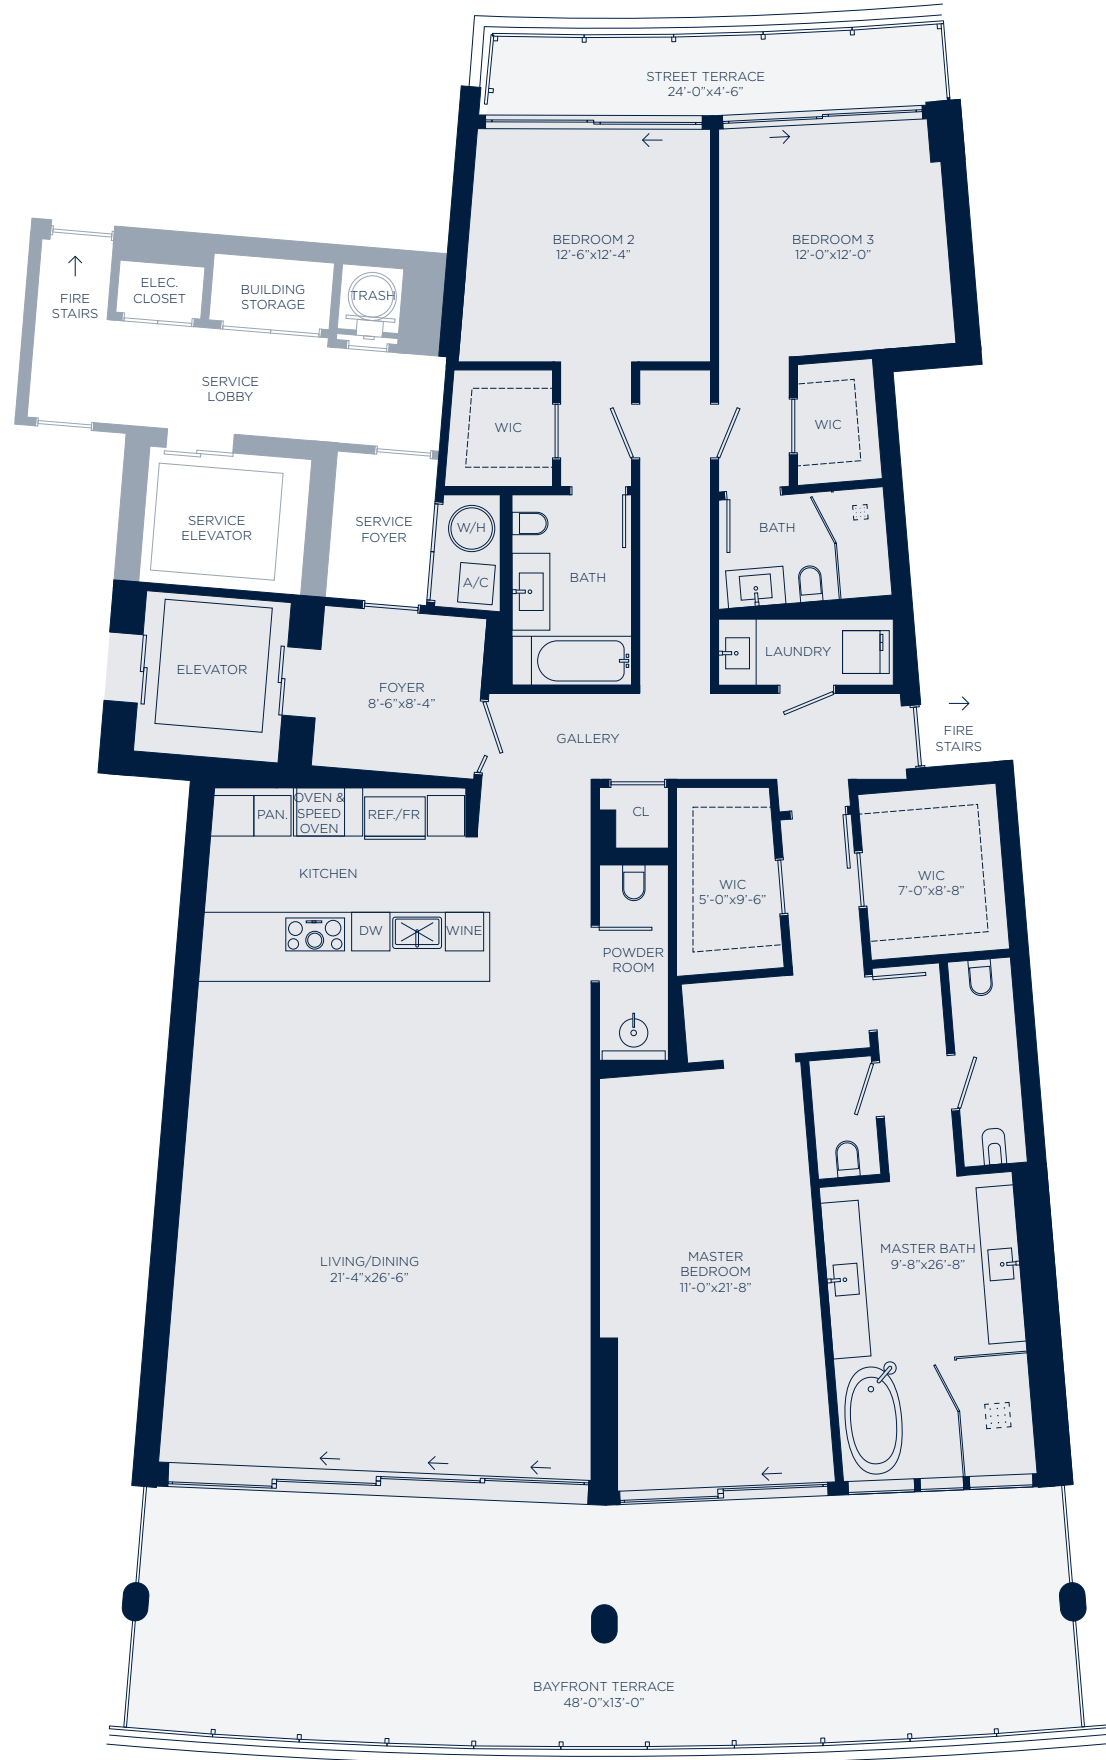 STREET TERRACE
24'-0"x4'-6"
BEDROOM 2
12'-6"x12'-4"
BEDROOM 3
12'-0"x12'-0"
ELEC.
CLOSET
BUILDING
STORAGE
TRASH
FIRE
STAIRS
SERVICE
LOBBY
WIC
WIC
SERVICE
ELEVATOR
SERVICE
FOYER
W/H
A/C
BATH
BATH
ELEVATOR
FOYER
8'-6"x8'-4"
LAUNDRY
GALLERY
FIRE
STAIRS
PAN.
OVEN &
SPEED
OVEN
REF./FR
CL
KITCHEN
WIC
5'-0"x9'-6"
WIC
7'-0"x8'-8"
DW
WINE
POWDER
ROOM
LIVING/DINING
21'-4"x26'-6"
MASTER
BEDROOM
11'-0"x21'-8"
MASTER BATH
9'-8"x26'-8"
BAYFRONT TERRACE
48'-0"x13'-0"